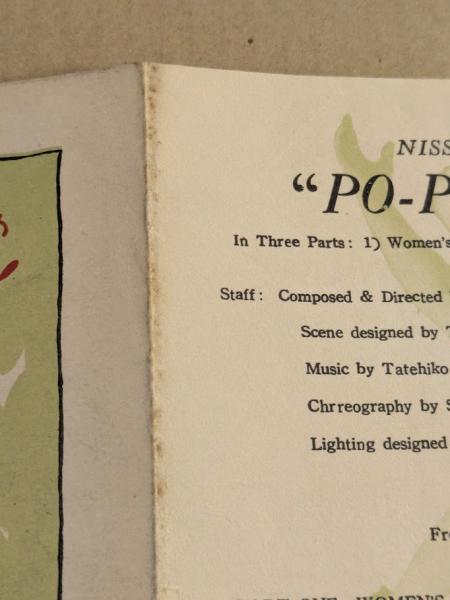 NISS
"PO-P
In Three Parts: 1) Women's
Staff: Composed & Directed
Scene designed by T
Music by Tatehiko
Chrreography by S
Lighting designed
Fr